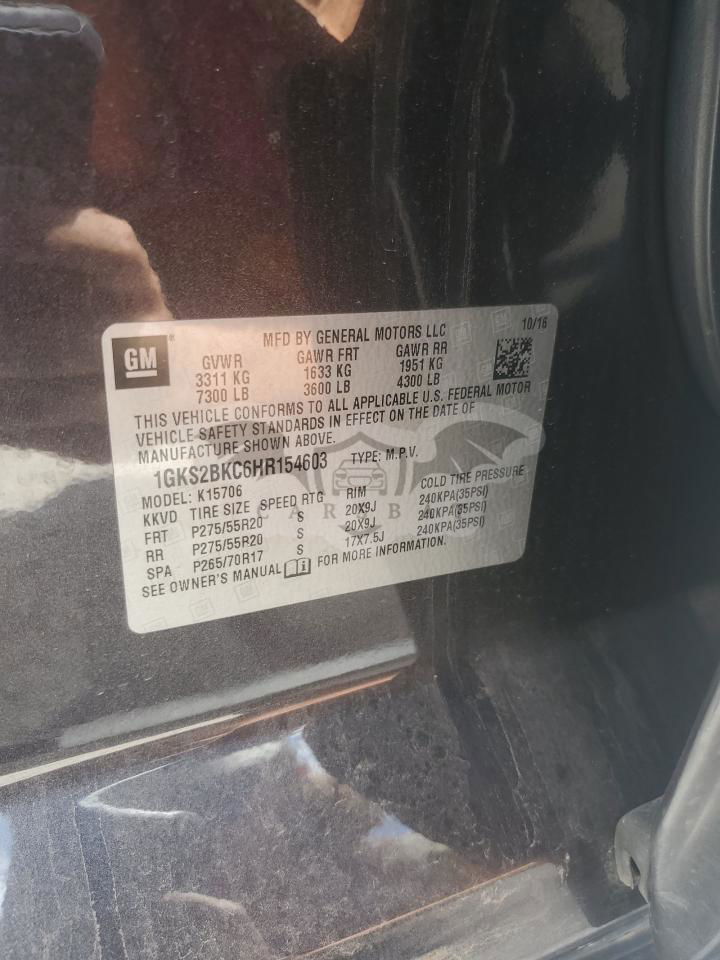 MFD BY GENERAL MOTORS LLC 10/16
GM®
GVWR GAWR FRT GAWR RR
3311 KG 1633 KG 1951 KG
7300 LB 3600 LB 4300 LB
THIS VEHICLE CONFORMS TO ALL APPLICABLE U.S. FEDERAL MOTOR
VEHICLE SAFETY STANDARDS IN EFFECT ON THE DATE OF
MANUFACTURE SHOWN ABOVE.
1GKS2BKC6HR154603 TYPE: M.P.V.
MODEL: K15706
KKVD TIRE SIZE SPEED RTG RIM COLD TIRE PRESSURE
FRT P275/55R20 S 20X9J 240KPA(35PSI)
RR P275/55R20 S 20X9J 240KPA(35PSI)
SPA P265/70R17 S 17X7.5J 240KPA(35PSI)
SEE OWNER'S MANUAL FOR MORE INFORMATION.